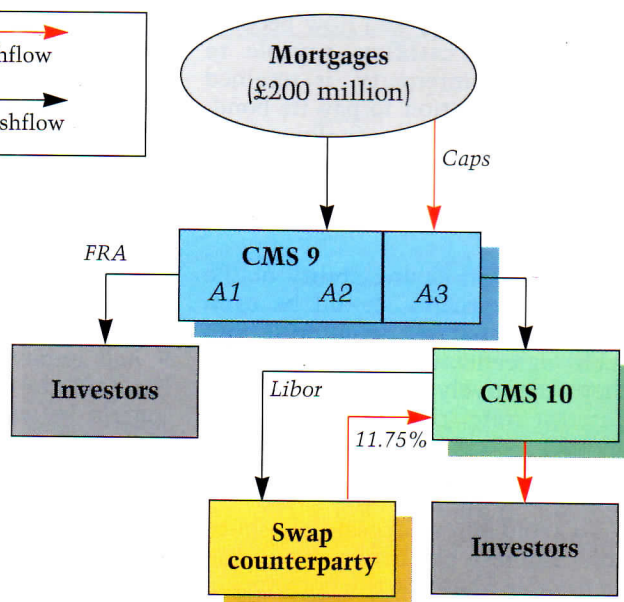 hflow
shflow
Mortgages
(£200 million)
Caps
FRA
CMS 9
A1 A2 A3
Investors
Libor
CMS 10
11.75%
Swap
counterparty
Investors